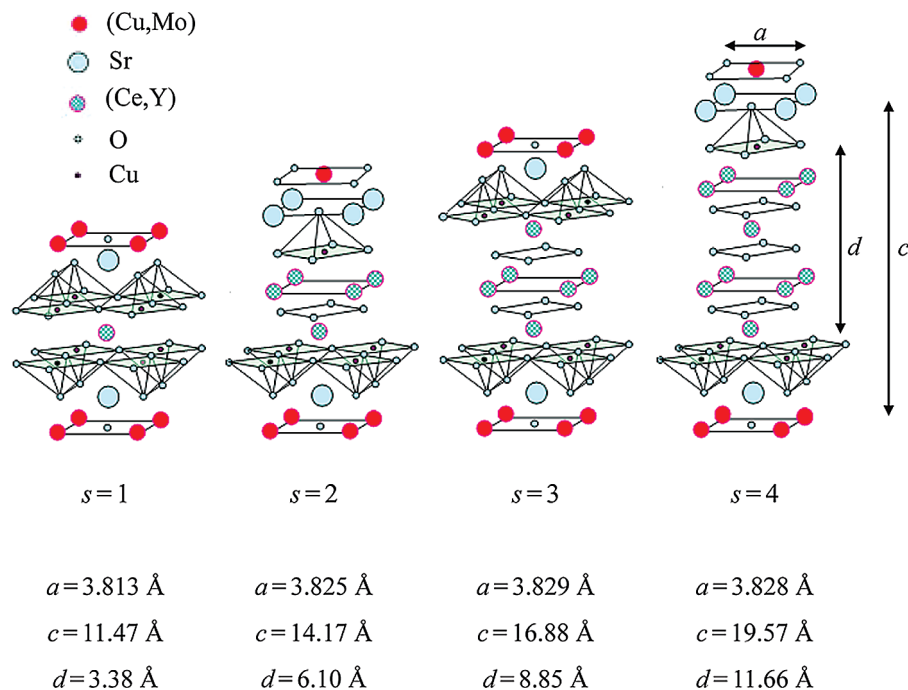 (Cu,Mo)
Sr
(Ce,Y)
O
Cu
a
d
c
s=1 s=2 s=3 s=4
a=3.813 Å a=3.825 Å a=3.829 Å a=3.828 Å
c=11.47 Å c=14.17 Å c=16.88 Å c=19.57 Å
d=3.38 Å d=6.10 Å d=8.85 Å d=11.66 Å